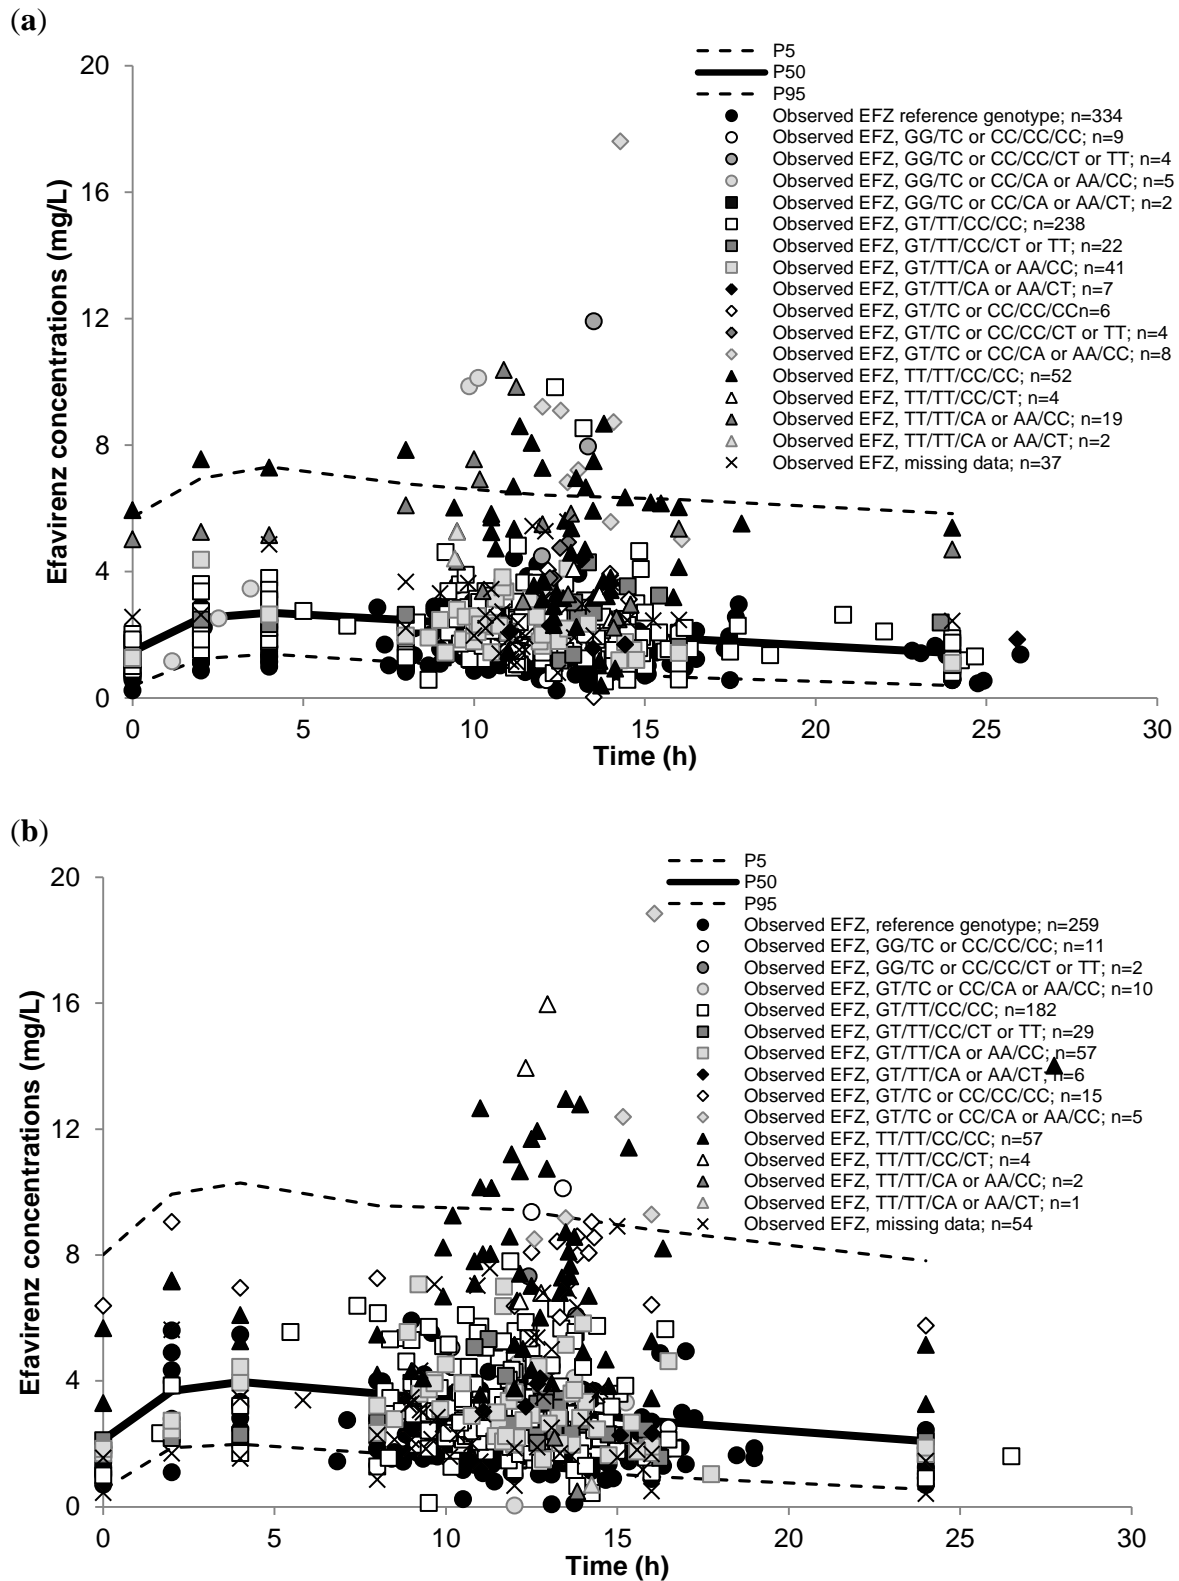 (a)
P5
P50
P95
Observed EFZ reference genotype; n=334
Observed EFZ, GG/TC or CC/CC/CC; n=9
Observed EFZ, GG/TC or CC/CC/CT or TT; n=4
Observed EFZ, GG/TC or CC/CA or AA/CC; n=5
Observed EFZ, GG/TC or CC/CA or AA/CT; n=2
Observed EFZ, GT/TT/CC/CC; n=238
Observed EFZ, GT/TT/CC/CT or TT; n=22
Observed EFZ, GT/TT/CA or AA/CC; n=41
Observed EFZ, GT/TT/CA or AA/CT; n=7
Observed EFZ, GT/TC or CC/CC/CCn=6
Observed EFZ, GT/TC or CC/CC/CT or TT; n=4
Observed EFZ, GT/TC or CC/CA or AA/CC; n=8
Observed EFZ, TT/TT/CC/CC; n=52
Observed EFZ, TT/TT/CC/CT; n=4
Observed EFZ, TT/TT/CA or AA/CC; n=19
Observed EFZ, TT/TT/CA or AA/CT; n=2
Observed EFZ, missing data; n=37
Efavirenz concentrations (mg/L)
20
16
12
8
4
0
0 5 10 15 20 25 30
Time (h)
(b)
P5
P50
P95
Observed EFZ, reference genotype; n=259
Observed EFZ, GG/TC or CC/CC/CC; n=11
Observed EFZ, GG/TC or CC/CC/CT or TT; n=2
Observed EFZ, GT/TC or CC/CA or AA/CC; n=10
Observed EFZ, GT/TT/CC/CC; n=182
Observed EFZ, GT/TT/CC/CT or TT; n=29
Observed EFZ, GT/TT/CA or AA/CC; n=57
Observed EFZ, GT/TT/CA or AA/CT; n=6
Observed EFZ, GT/TC or CC/CC/CC; n=15
Observed EFZ, GT/TC or CC/CA or AA/CC; n=5
Observed EFZ, TT/TT/CC/CC; n=57
Observed EFZ, TT/TT/CC/CT; n=4
Observed EFZ, TT/TT/CA or AA/CC; n=2
Observed EFZ, TT/TT/CA or AA/CT; n=1
Observed EFZ, missing data; n=54
Efavirenz concentrations (mg/L)
20
16
12
8
4
0
0 5 10 15 20 25 30
Time (h)